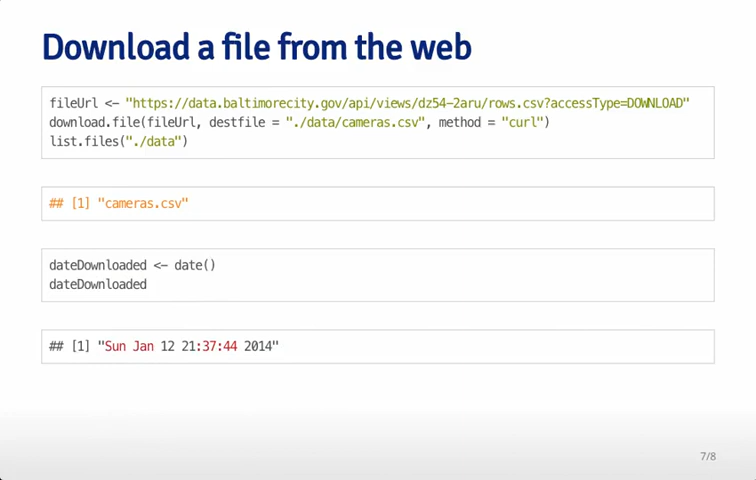 Download a file from the web
fileUrl <- "https://data.baltimorecity.gov/api/views/dz54-2aru/rows.csv?accessType=DOWNLOAD"
download.file(fileUrl, destfile = "./data/cameras.csv", method = "curl")
list.files("./data")
## [1] "cameras.csv"
dateDownloaded <- date()
dateDownloaded
## [1] "Sun Jan 12 21:37:44 2014"
7/8